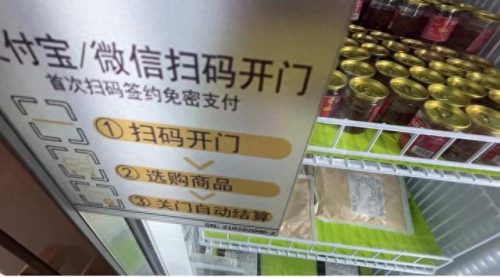 付宝/微信扫码开门
首次扫码签约免密支付
① 扫码开门
② 选购商品
③ 关门自动结算